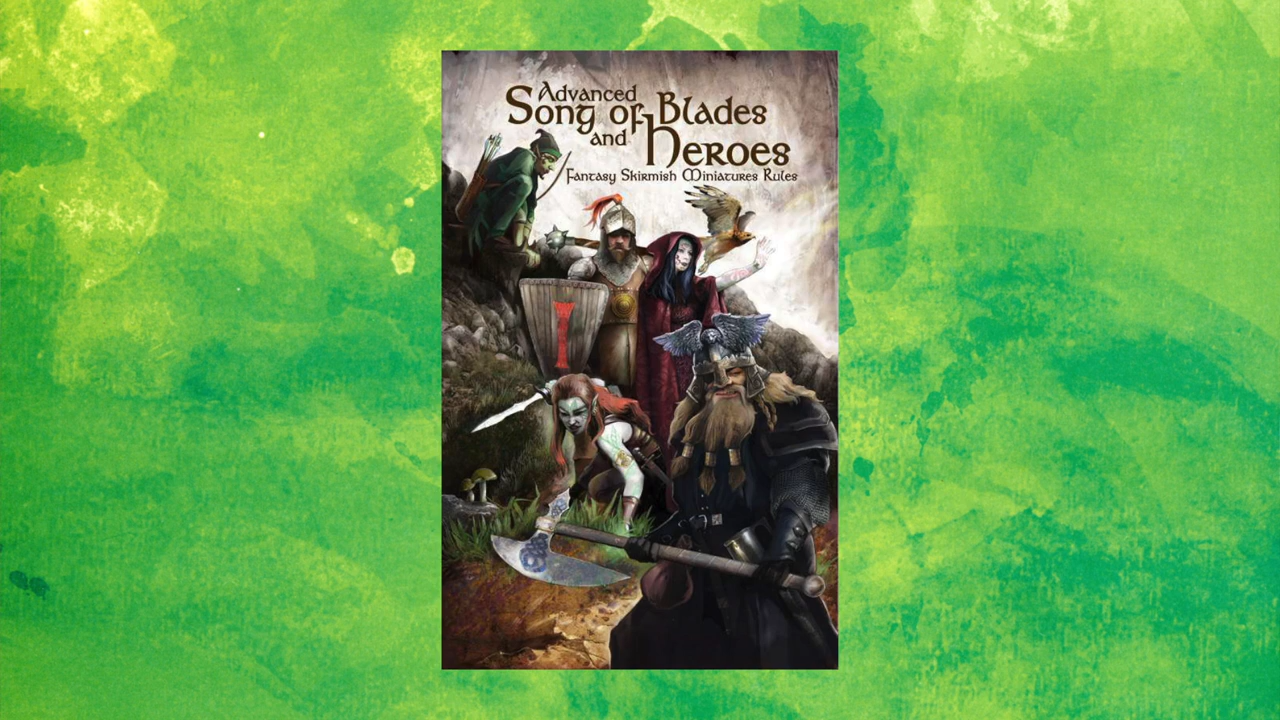 Advanced
Song of Blades
and Heroes
Fantasy Skirmish Miniatures Rules